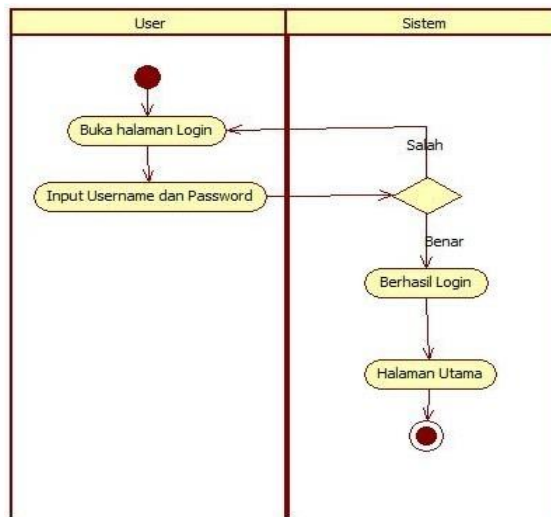 User
Sistem
Buka halaman Login
Salah
Input Username dan Password
Benar
Berhasil Login
Halaman Utama